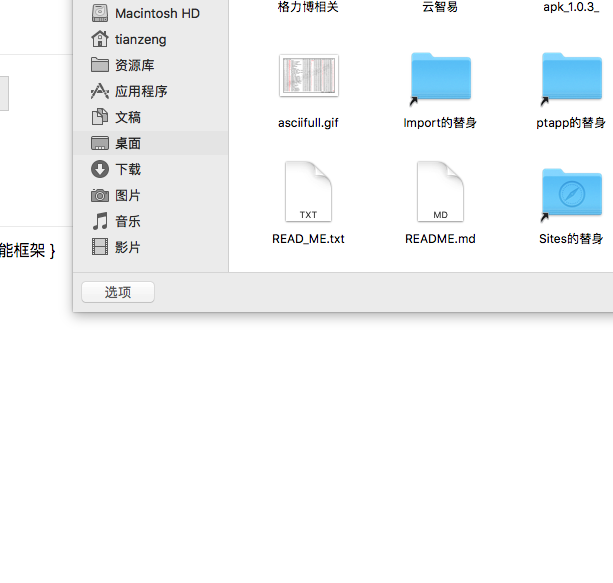 Macintosh HD
tianzeng
资源库
应用程序
文稿
桌面
下载
图片
音乐
影片
格力博相关
云智易
apk_1.0.3_
asciifull.gif
Import的替身
ptapp的替身
TXT
MD
READ_ME.txt
README.md
Sites的替身
能框架 }
选项